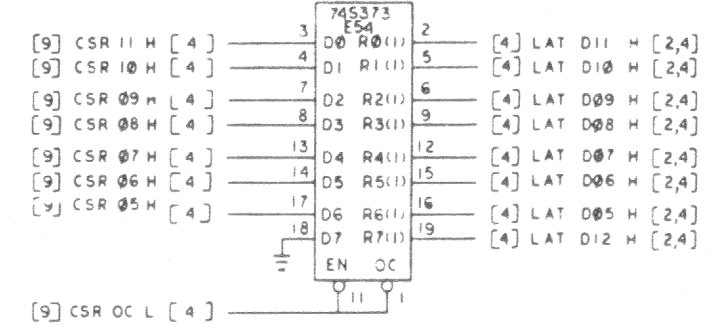 74S373
E54
[9] CSR 11 H [4] 3 D0 R0(1) 2 [4] LAT D11 H [2,4]
[9] CSR 10 H [4] 4 D1 R1(1) 5 [4] LAT D10 H [2,4]
[9] CSR 09 H [4] 7 D2 R2(1) 6 [4] LAT D09 H [2,4]
[9] CSR 08 H [4] 8 D3 R3(1) 9 [4] LAT D08 H [2,4]
[9] CSR 07 H [4] 13 D4 R4(1) 12 [4] LAT D07 H [2,4]
[9] CSR 06 H [4] 14 D5 R5(1) 15 [4] LAT D06 H [2,4]
[9] CSR 05 H [4] 17 D6 R6(1) 16 [4] LAT D05 H [2,4]
18 D7 R7(1) 19 [4] LAT D12 H [2,4]
EN OC
11 1
[9] CSR OC L [4]